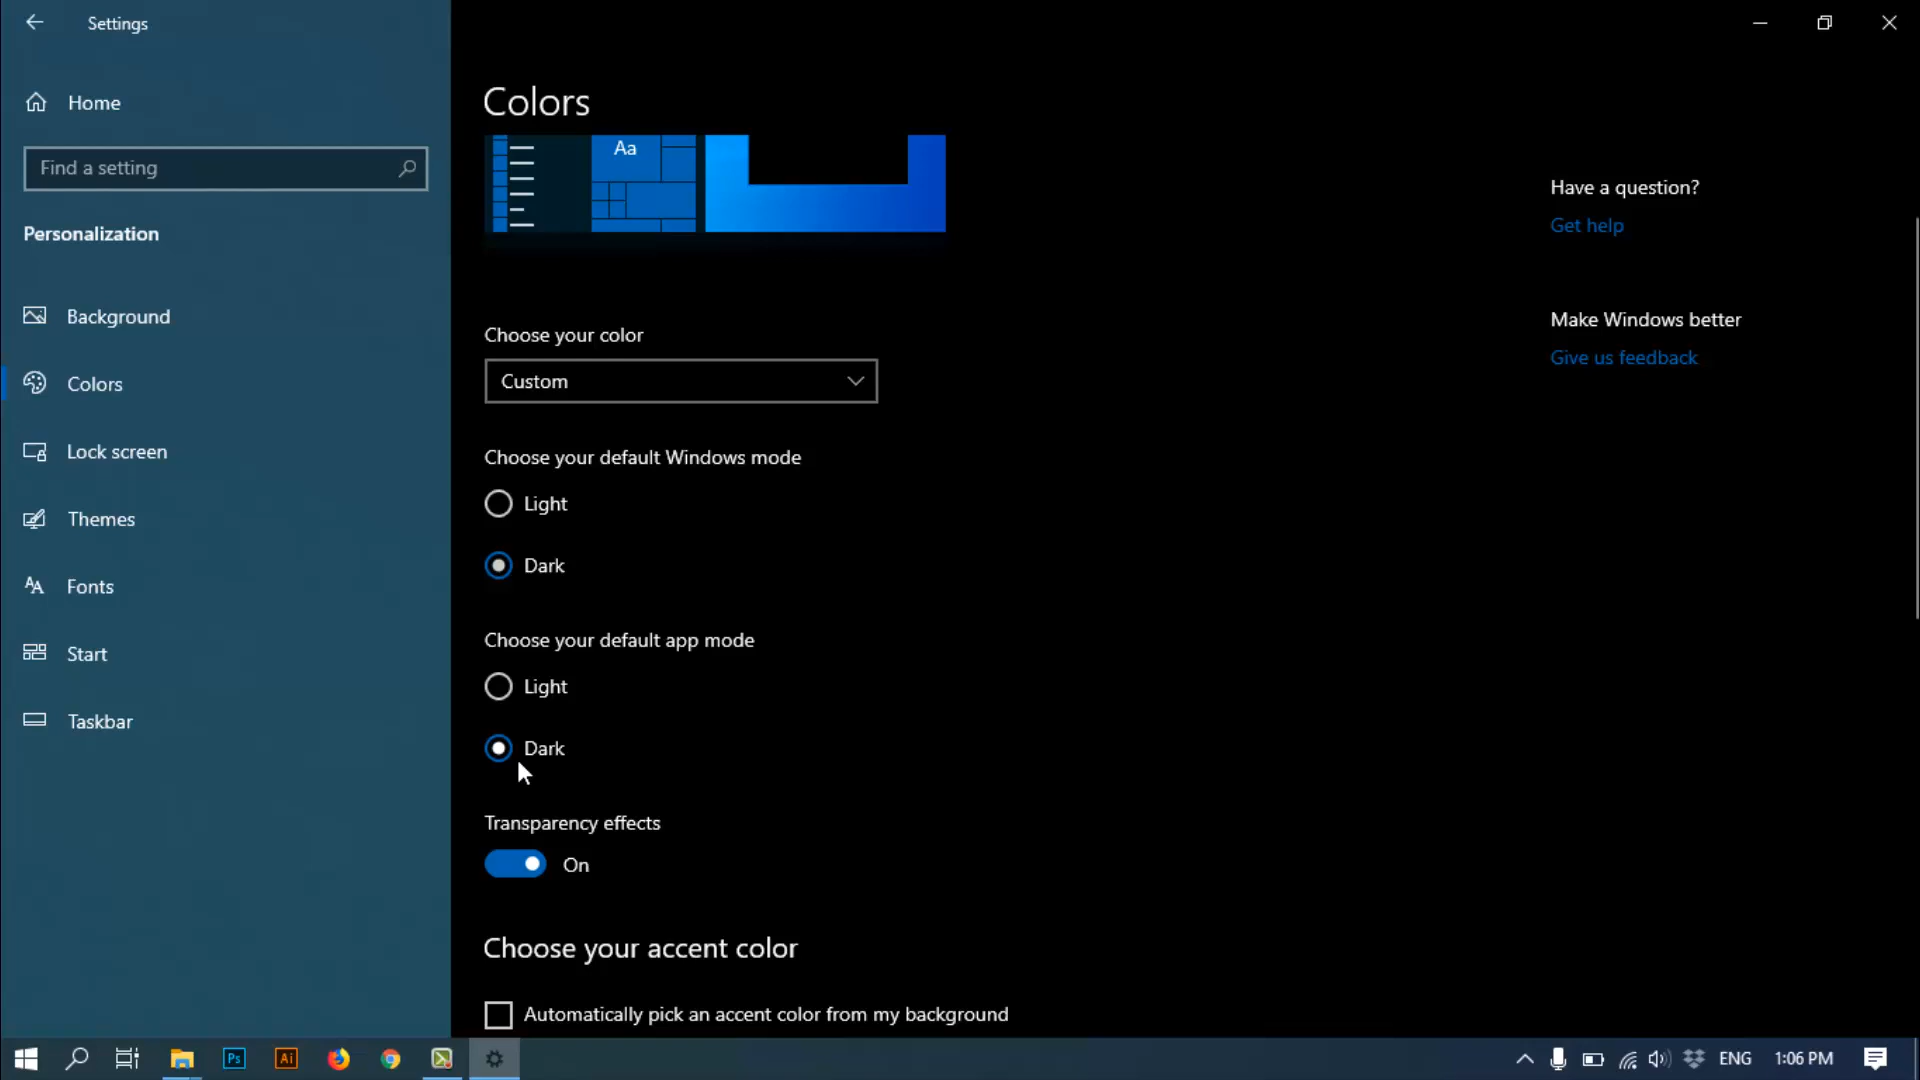 Settings
Home
Find a setting
Personalization
Background
Colors
Lock screen
Themes
Fonts
Start
Taskbar
Colors
Aa
Choose your color
Custom
Choose your default Windows mode
Light
Dark
Choose your default app mode
Light
Dark
Transparency effects
On
Choose your accent color
Automatically pick an accent color from my background
Have a question?
Get help
Make Windows better
Give us feedback
Ps
Ai
ENG
1:06 PM